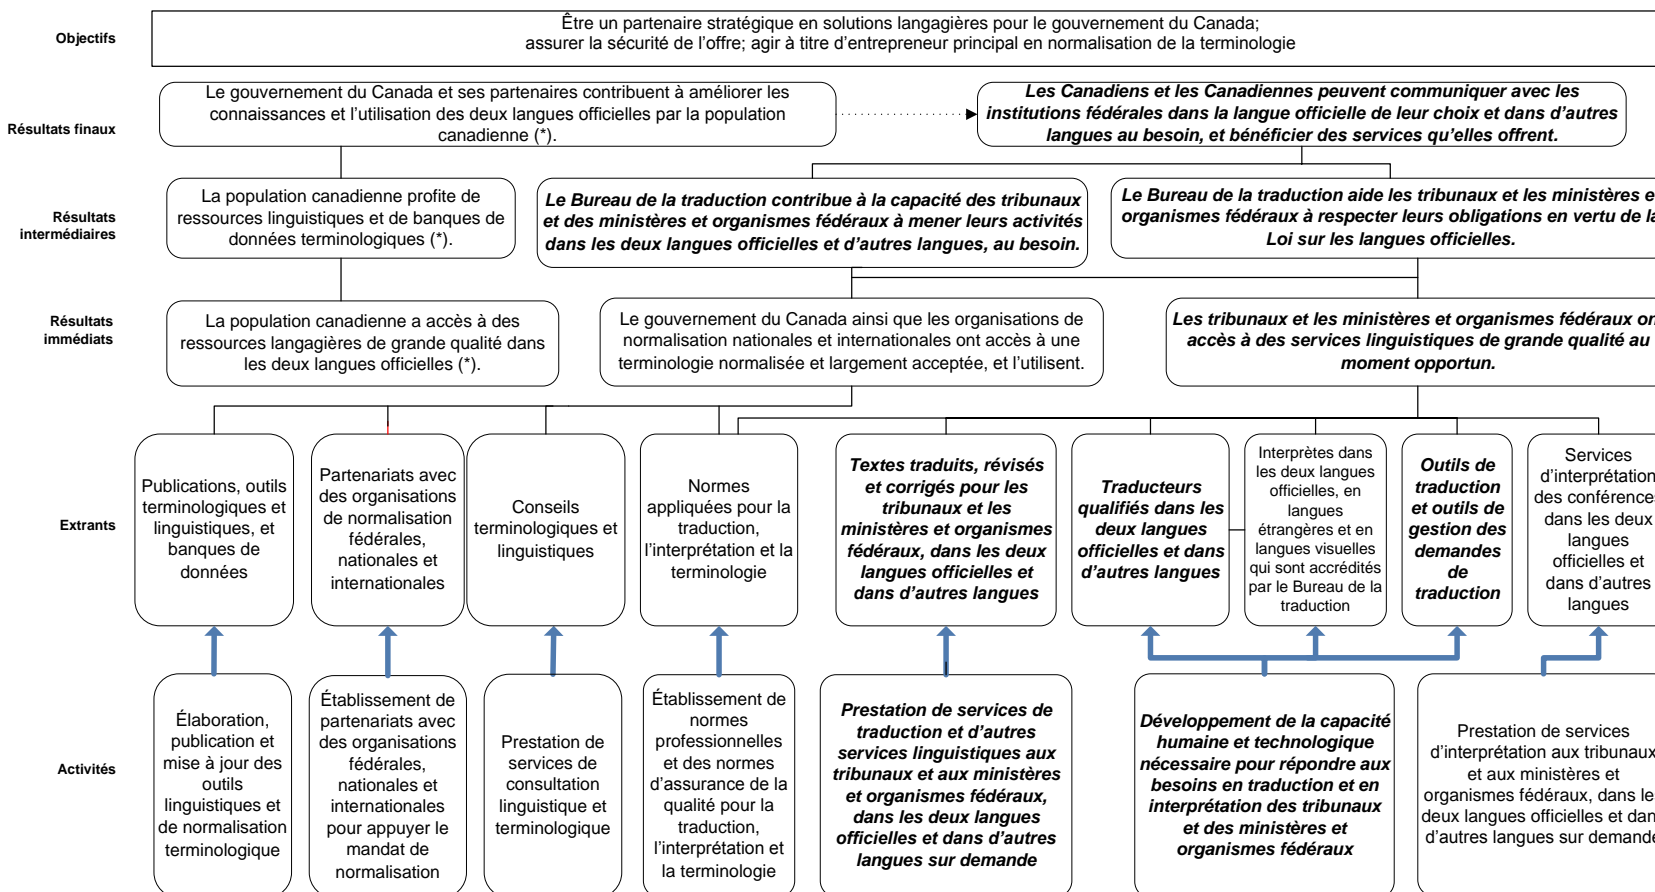 Objectifs
Être un partenaire stratégique en solutions langagières pour le gouvernement du Canada;
assurer la sécurité de l’offre; agir à titre d’entrepreneur principal en normalisation de la terminologie
Résultats finaux
Le gouvernement du Canada et ses partenaires contribuent à améliorer les
connaissances et l’utilisation des deux langues officielles par la population
canadienne (*).
Les Canadiens et les Canadiennes peuvent communiquer avec les
institutions fédérales dans la langue officielle de leur choix et dans d’autres
langues au besoin, et bénéficier des services qu’elles offrent.
Résultats
intermédiaires
La population canadienne profite de
ressources linguistiques et de banques de
données terminologiques (*).
Le Bureau de la traduction contribue à la capacité des tribunaux
et des ministères et organismes fédéraux à mener leurs activités
dans les deux langues officielles et d’autres langues, au besoin.
Le Bureau de la traduction aide les tribunaux et les ministères e
organismes fédéraux à respecter leurs obligations en vertu de la
Loi sur les langues officielles.
Résultats
immédiats
La population canadienne a accès à des
ressources langagières de grande qualité dans
les deux langues officielles (*).
Le gouvernement du Canada ainsi que les organisations de
normalisation nationales et internationales ont accès à une
terminologie normalisée et largement acceptée, et l’utilisent.
Les tribunaux et les ministères et organismes fédéraux on
accès à des services linguistiques de grande qualité au
moment opportun.
Extrants
Publications, outils
terminologiques et
linguistiques, et
banques de
données
Partenariats avec
des organisations
de normalisation
fédérales,
nationales et
internationales
Conseils
terminologiques et
linguistiques
Normes
appliquées pour la
traduction,
l’interprétation et la
terminologie
Textes traduits, révisés
et corrigés pour les
tribunaux et les
ministères et organismes
fédéraux, dans les deux
langues officielles et
dans d’autres langues
Traducteurs
qualifiés dans les
deux langues
officielles et dans
d’autres langues
Interprètes dans
les deux langues
officielles, en
langues
étrangères et en
langues visuelles
qui sont accrédités
par le Bureau de la
traduction
Outils de
traduction
et outils de
gestion des
demandes
de
traduction
Services
d’interprétation
des conférences
dans les deux
langues
officielles et
dans d’autres
langues
Activités
Élaboration,
publication et
mise à jour des
outils
linguistiques et
de normalisation
terminologique
Établissement de
partenariats avec
des organisations
fédérales,
nationales et
internationales
pour appuyer le
mandat de
normalisation
Prestation de
services de
consultation
linguistique et
terminologique
Établissement de
normes
professionnelles
et des normes
d’assurance de la
qualité pour la
traduction,
l’interprétation et
la terminologie
Prestation de services de
traduction et d’autres
services linguistiques aux
tribunaux et aux ministères
et organismes fédéraux,
dans les deux langues
officielles et dans d’autres
langues sur demande
Développement de la capacité
humaine et technologique
nécessaire pour répondre aux
besoins en traduction et en
interprétation des tribunaux
et des ministères et
organismes fédéraux
Prestation de services
d’interprétation aux tribunaux
et aux ministères et
organismes fédéraux, dans le
deux langues officielles et dan
d’autres langues sur demande